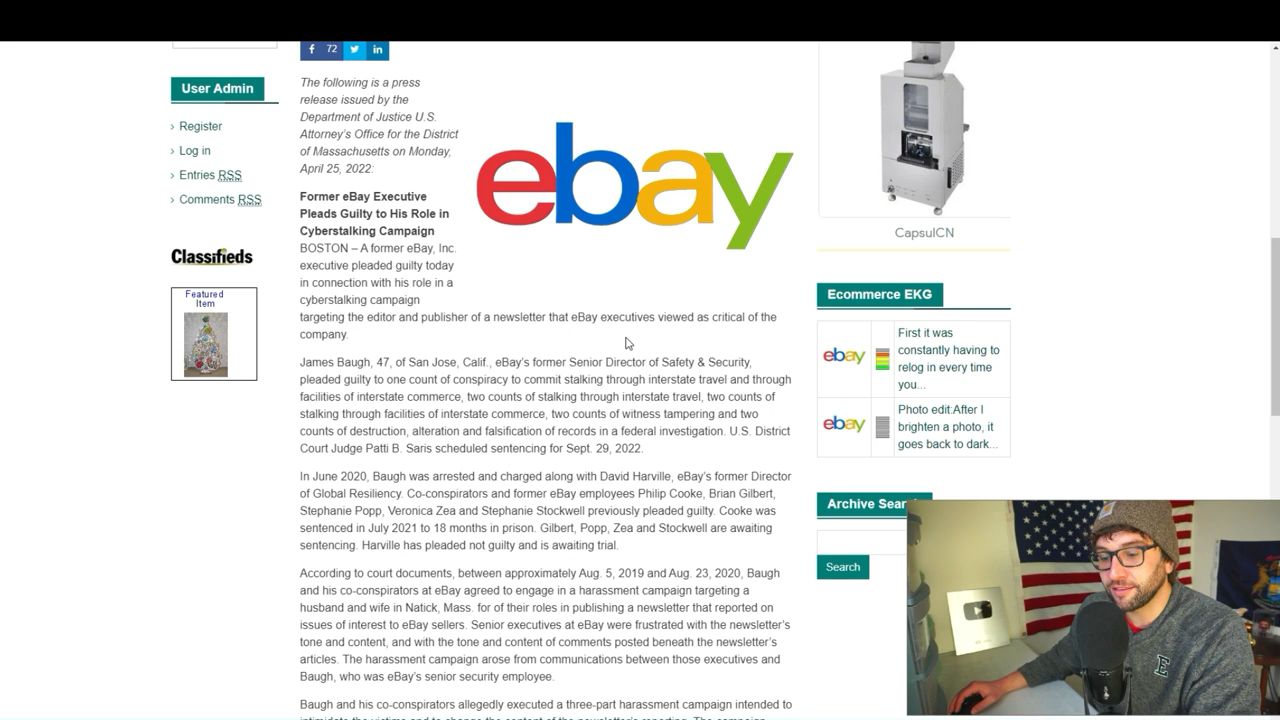 72
User Admin
Register
Log in
Entries RSS
Comments RSS
Classifieds
Featured
Item
The following is a press
release issued by the
Department of Justice U.S.
Attorney's Office for the District
of Massachusetts on Monday,
April 25, 2022:
Former eBay Executive
Pleads Guilty to His Role in
Cyberstalking Campaign
BOSTON – A former eBay, Inc.
executive pleaded guilty today
in connection with his role in a
cyberstalking campaign
targeting the editor and publisher of a newsletter that eBay executives viewed as critical of the
company.
James Baugh, 47, of San Jose, Calif., eBay's former Senior Director of Safety & Security,
pleaded guilty to one count of conspiracy to commit stalking through interstate travel and through
facilities of interstate commerce, two counts of stalking through interstate travel, two counts of
stalking through facilities of interstate commerce, two counts of witness tampering and two
counts of destruction, alteration and falsification of records in a federal investigation. U.S. District
Court Judge Patti B. Saris scheduled sentencing for Sept. 29, 2022.
In June 2020, Baugh was arrested and charged along with David Harville, eBay's former Director
of Global Resiliency. Co-conspirators and former eBay employees Philip Cooke, Brian Gilbert,
Stephanie Popp, Veronica Zea and Stephanie Stockwell previously pleaded guilty. Cooke was
sentenced in July 2021 to 18 months in prison. Gilbert, Popp, Zea and Stockwell are awaiting
sentencing. Harville has pleaded not guilty and is awaiting trial.
According to court documents, between approximately Aug. 5, 2019 and Aug. 23, 2020, Baugh
and his co-conspirators at eBay agreed to engage in a harassment campaign targeting a
husband and wife in Natick, Mass. for of their roles in publishing a newsletter that reported on
issues of interest to eBay sellers. Senior executives at eBay were frustrated with the newsletter's
tone and content, and with the tone and content of comments posted beneath the newsletter's
articles. The harassment campaign arose from communications between those executives and
Baugh, who was eBay's senior security employee.
Baugh and his co-conspirators allegedly executed a three-part harassment campaign intended to
intimidate the victims and to change the content of the newsletter's reporting. The campaign
ebay
CapsulCN
Ecommerce EKG
ebay
First it was
constantly having to
relog in every time
you...
ebay
Photo edit:After I
brighten a photo, it
goes back to dark...
Archive Sear
Search
E